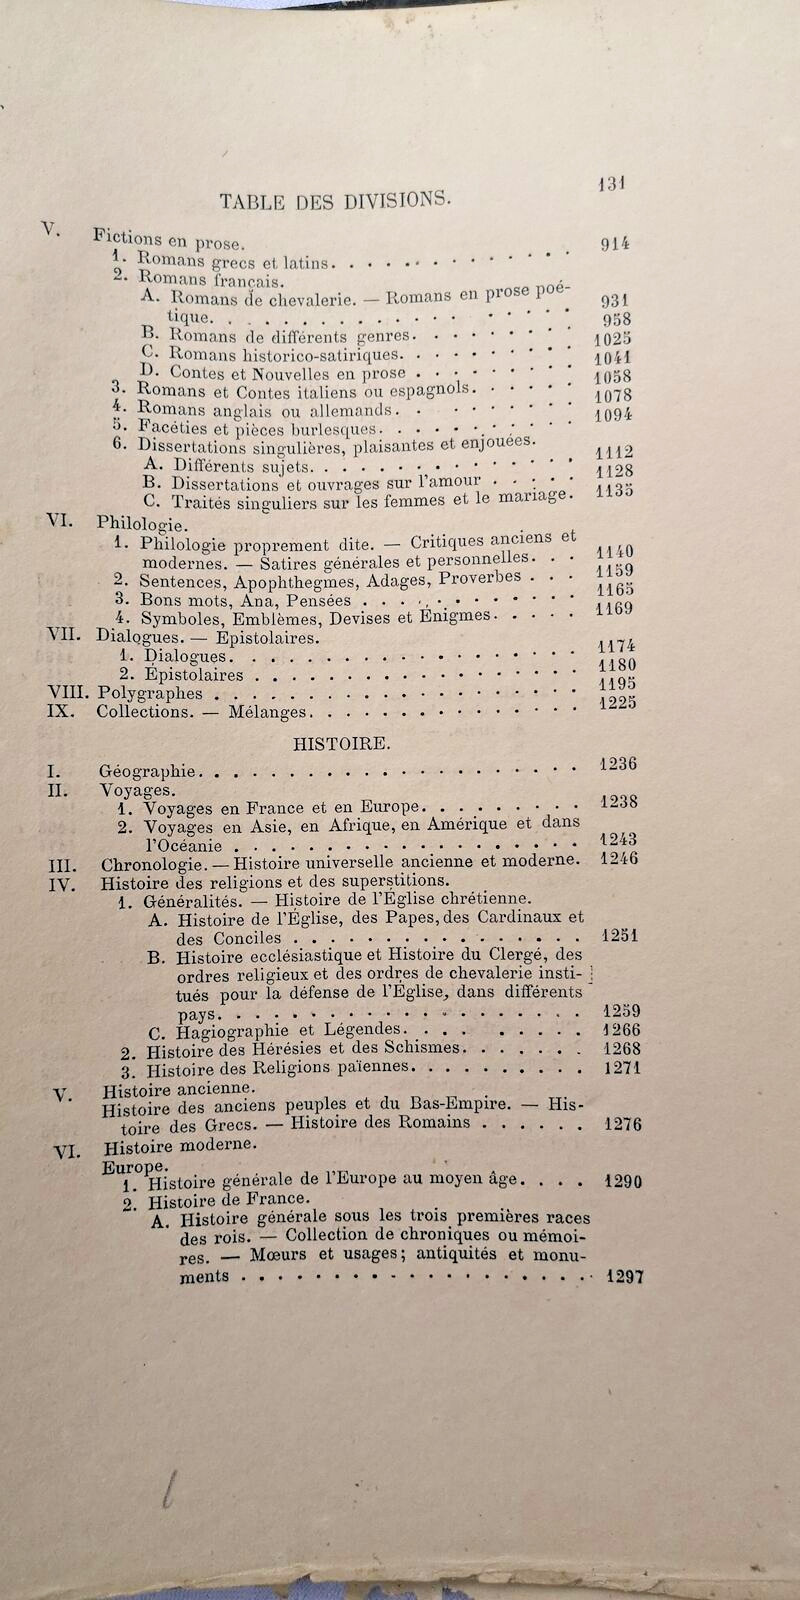 131
TABLE DES DIVISIONS.
V. Fictions en prose.
1. Romans grecs et latins. . . . . . . . . . . . . 914
2. Romans français.
A. Romans de chevalerie. — Romans en prose poé-
tique. . . . . . . . . . . . . . . . . . 931
B. Romans de différents genres. . . . . . . . . 958
C. Romans historico-satiriques. . . . . . . . . . 1025
D. Contes et Nouvelles en prose . . . . . . . . . 1041
3. Romans et Contes italiens ou espagnols. . . . . . 1058
4. Romans anglais ou allemands. . . . . . . . . 1078
5. Facéties et pièces burlesques. . . . . . . . . . 1094
6. Dissertations singulières, plaisantes et enjouées.
A. Différents sujets. . . . . . . . . . . . . . . 1112
B. Dissertations et ouvrages sur l'amour . . . . . 1128
C. Traités singuliers sur les femmes et le mariage. 1135
VI. Philologie.
1. Philologie proprement dite. — Critiques anciens et
modernes. — Satires générales et personnelles. . . 1140
2. Sentences, Apophthegmes, Adages, Proverbes . . . 1159
3. Bons mots, Ana, Pensées . . . . . . . . . . . . 1165
4. Symboles, Emblèmes, Devises et Énigmes. . . . . 1169
VII. Dialogues. — Epistolaires.
1. Dialogues. . . . . . . . . . . . . . . . . . . 1174
2. Epistolaires . . . . . . . . . . . . . . . . . . 1180
VIII. Polygraphes . . . . . . . . . . . . . . . . . . . . 1195
IX. Collections. — Mélanges. . . . . . . . . . . . . . . 1225
HISTOIRE.
I. Géographie. . . . . . . . . . . . . . . . . . . . . 1236
II. Voyages.
1. Voyages en France et en Europe. . . . . . . . . 1238
2. Voyages en Asie, en Afrique, en Amérique et dans
l'Océanie . . . . . . . . . . . . . . . . . . . 1243
III. Chronologie. — Histoire universelle ancienne et moderne. 1246
IV. Histoire des religions et des superstitions.
1. Généralités. — Histoire de l'Église chrétienne.
A. Histoire de l'Église, des Papes, des Cardinaux et
des Conciles . . . . . . . . . . . . . . . . 1251
B. Histoire ecclésiastique et Histoire du Clergé, des
ordres religieux et des ordres de chevalerie insti-
tués pour la défense de l'Église, dans différents
pays. . . . . . . . . . . . . . . . . . . . 1259
C. Hagiographie et Légendes. . . . . . . . . . 1266
2. Histoire des Hérésies et des Schismes. . . . . . . 1268
3. Histoire des Religions païennes. . . . . . . . . . 1271
V. Histoire ancienne.
Histoire des anciens peuples et du Bas-Empire. — His-
toire des Grecs. — Histoire des Romains . . . . . . 1276
VI. Histoire moderne.
Europe.
1. Histoire générale de l'Europe au moyen âge. . . . 1290
2. Histoire de France.
A. Histoire générale sous les trois premières races
des rois. — Collection de chroniques ou mémoi-
res. — Mœurs et usages; antiquités et monu-
ments . . . . . . . . . . . . . . . . . . . . 1297